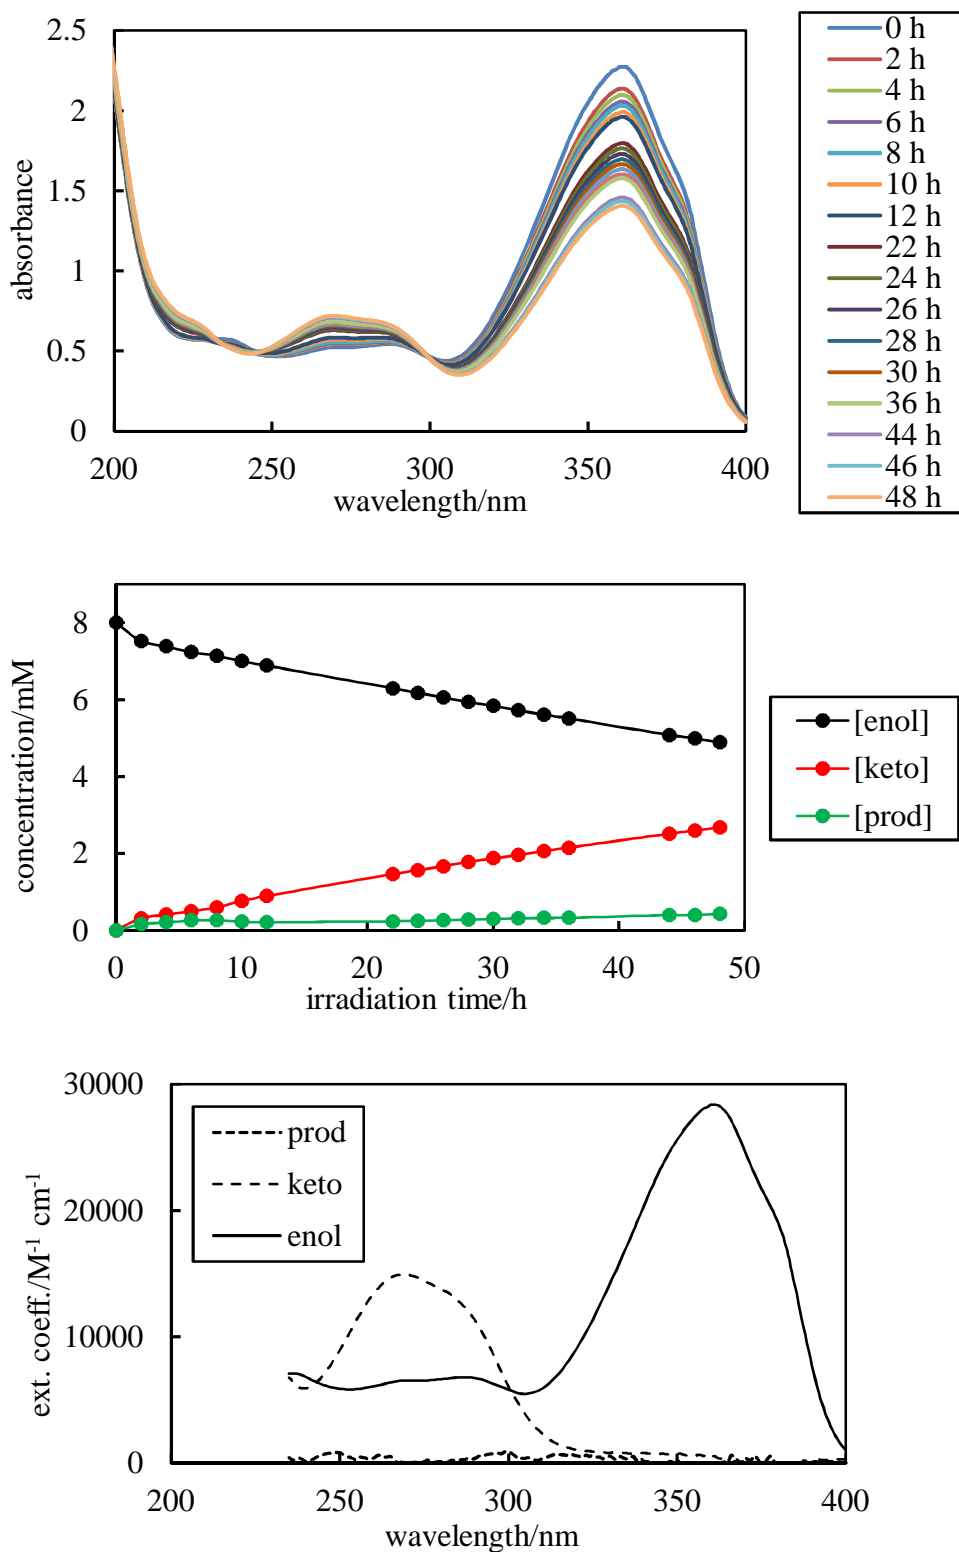 2.5
2
1.5
1
0.5
0
absorbance
200
250
300
350
400
wavelength/nm
0 h
2 h
4 h
6 h
8 h
10 h
12 h
22 h
24 h
26 h
28 h
30 h
36 h
44 h
46 h
48 h
8
6
4
2
0
concentration/mM
0
10
20
30
40
50
irradiation time/h
[enol]
[keto]
[prod]
30000
20000
10000
0
ext. coeff./M⁻¹ cm⁻¹
prod
keto
enol
200
250
300
350
400
wavelength/nm